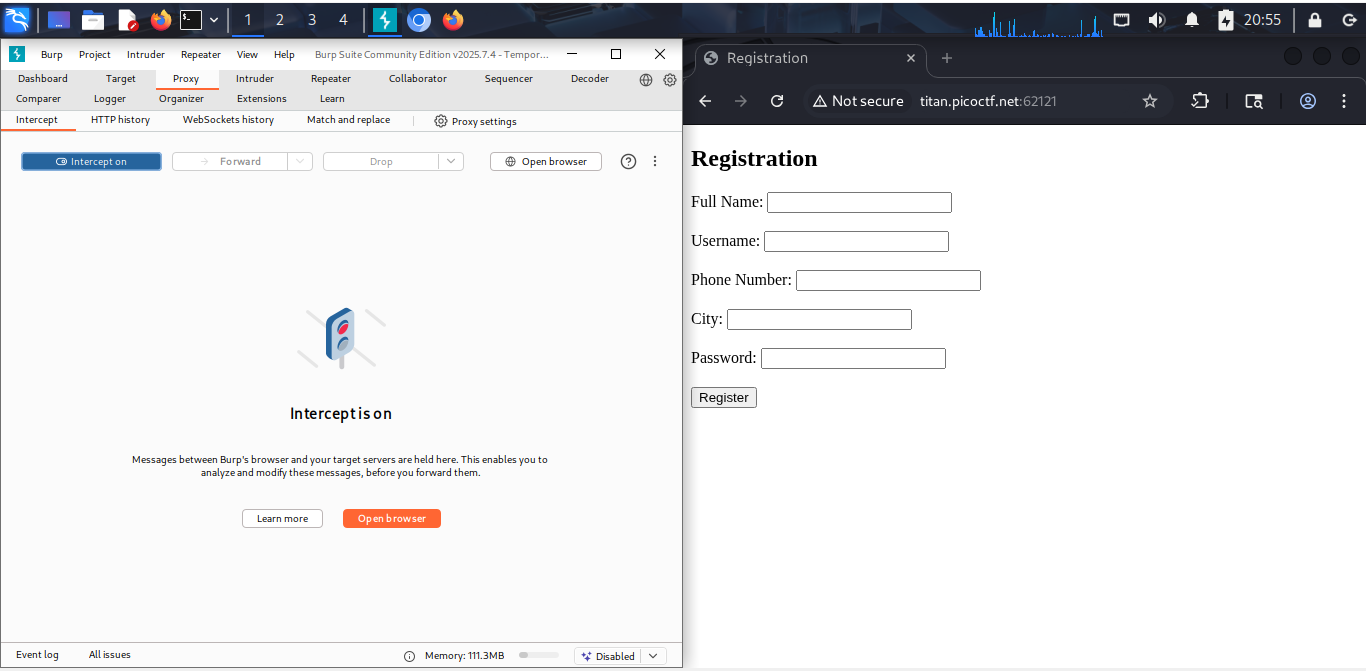 1 2 3 4 20:55
Burp Project Intruder Repeater View Help Burp Suite Community Edition v2025.7.4 - Tempor...
Dashboard Target Proxy Intruder Repeater Collaborator Sequencer Decoder
Comparer Logger Organizer Extensions Learn
Intercept HTTP history WebSockets history Match and replace Proxy settings
Intercept on Forward Drop Open browser
Intercept is on
Messages between Burp's browser and your target servers are held here. This enables you to
analyze and modify these messages, before you forward them.
Learn more Open browser
Event log All issues Memory: 111.3MB Disabled
Registration
Not secure titan.picoctf.net:62121
Registration
Full Name:
Username:
Phone Number:
City:
Password:
Register